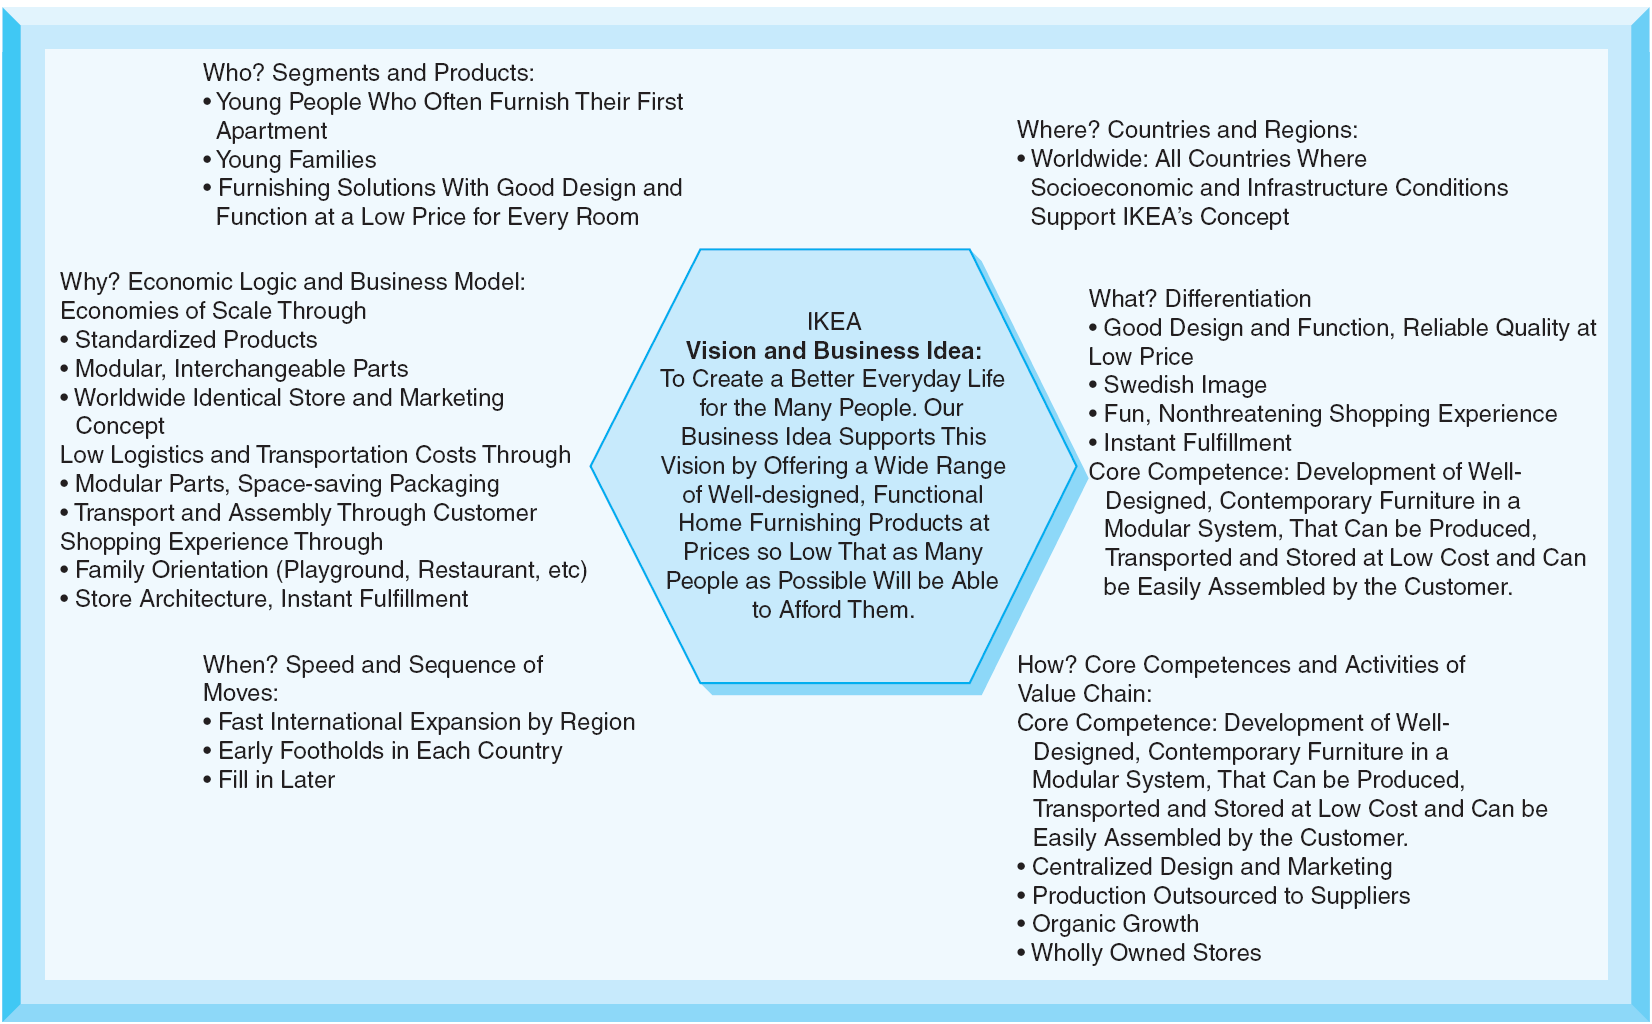 Who? Segments and Products:
• Young People Who Often Furnish Their First
Apartment
• Young Families
• Furnishing Solutions With Good Design and
Function at a Low Price for Every Room
Where? Countries and Regions:
• Worldwide: All Countries Where
Socioeconomic and Infrastructure Conditions
Support IKEA's Concept
Why? Economic Logic and Business Model:
Economies of Scale Through
• Standardized Products
• Modular, Interchangeable Parts
• Worldwide Identical Store and Marketing
Concept
Low Logistics and Transportation Costs Through
• Modular Parts, Space-saving Packaging
• Transport and Assembly Through Customer
Shopping Experience Through
• Family Orientation (Playground, Restaurant, etc)
• Store Architecture, Instant Fulfillment
IKEA
Vision and Business Idea:
To Create a Better Everyday Life
for the Many People. Our
Business Idea Supports This
Vision by Offering a Wide Range
of Well-designed, Functional
Home Furnishing Products at
Prices so Low That as Many
People as Possible Will be Able
to Afford Them.
What? Differentiation
• Good Design and Function, Reliable Quality at
Low Price
• Swedish Image
• Fun, Nonthreatening Shopping Experience
• Instant Fulfillment
Core Competence: Development of Well-
Designed, Contemporary Furniture in a
Modular System, That Can be Produced,
Transported and Stored at Low Cost and Can
be Easily Assembled by the Customer.
When? Speed and Sequence of
Moves:
• Fast International Expansion by Region
• Early Footholds in Each Country
• Fill in Later
How? Core Competences and Activities of
Value Chain:
Core Competence: Development of Well-
Designed, Contemporary Furniture in a
Modular System, That Can be Produced,
Transported and Stored at Low Cost and Can be
Easily Assembled by the Customer.
• Centralized Design and Marketing
• Production Outsourced to Suppliers
• Organic Growth
• Wholly Owned Stores